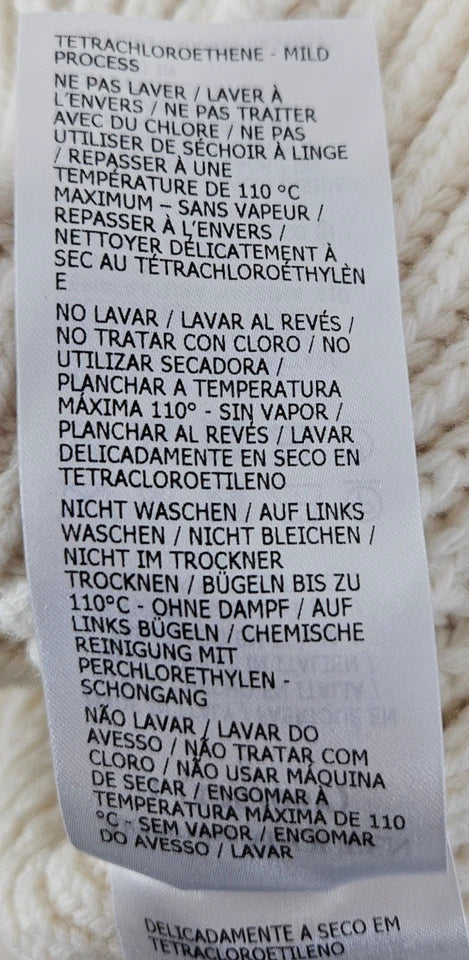 TETRACHLOROETHENE - MILD
PROCESS
NE PAS LAVER / LAVER À
L'ENVERS / NE PAS TRAITER
AVEC DU CHLORE / NE PAS
UTILISER DE SÉCHOIR À LINGE
/ REPASSER À UNE
TEMPÉRATURE DE 110 °C
MAXIMUM – SANS VAPEUR /
REPASSER À L'ENVERS /
NETTOYER DÉLICATEMENT À
SEC AU TÉTRACHLOROÉTHYLÈN
E
NO LAVAR / LAVAR AL REVÉS /
NO TRATAR CON CLORO / NO
UTILIZAR SECADORA /
PLANCHAR A TEMPERATURA
MÁXIMA 110° - SIN VAPOR /
PLANCHAR AL REVÉS / LAVAR
DELICADAMENTE EN SECO EN
TETRACLOROETILENO
NICHT WASCHEN / AUF LINKS
WASCHEN / NICHT BLEICHEN /
NICHT IM TROCKNER
TROCKNEN / BÜGELN BIS ZU
110°C - OHNE DAMPF / AUF
LINKS BÜGELN / CHEMISCHE
REINIGUNG MIT
PERCHLORETHYLEN -
SCHONGANG
NÃO LAVAR / LAVAR DO
AVESSO / NÃO TRATAR COM
CLORO / NÃO USAR MÁQUINA
DE SECAR / ENGOMAR À
TEMPERATURA MÁXIMA DE 110
°C - SEM VAPOR / ENGOMAR
DO AVESSO / LAVAR
DELICADAMENTE A SECO EM
TETRACLOROETILENO